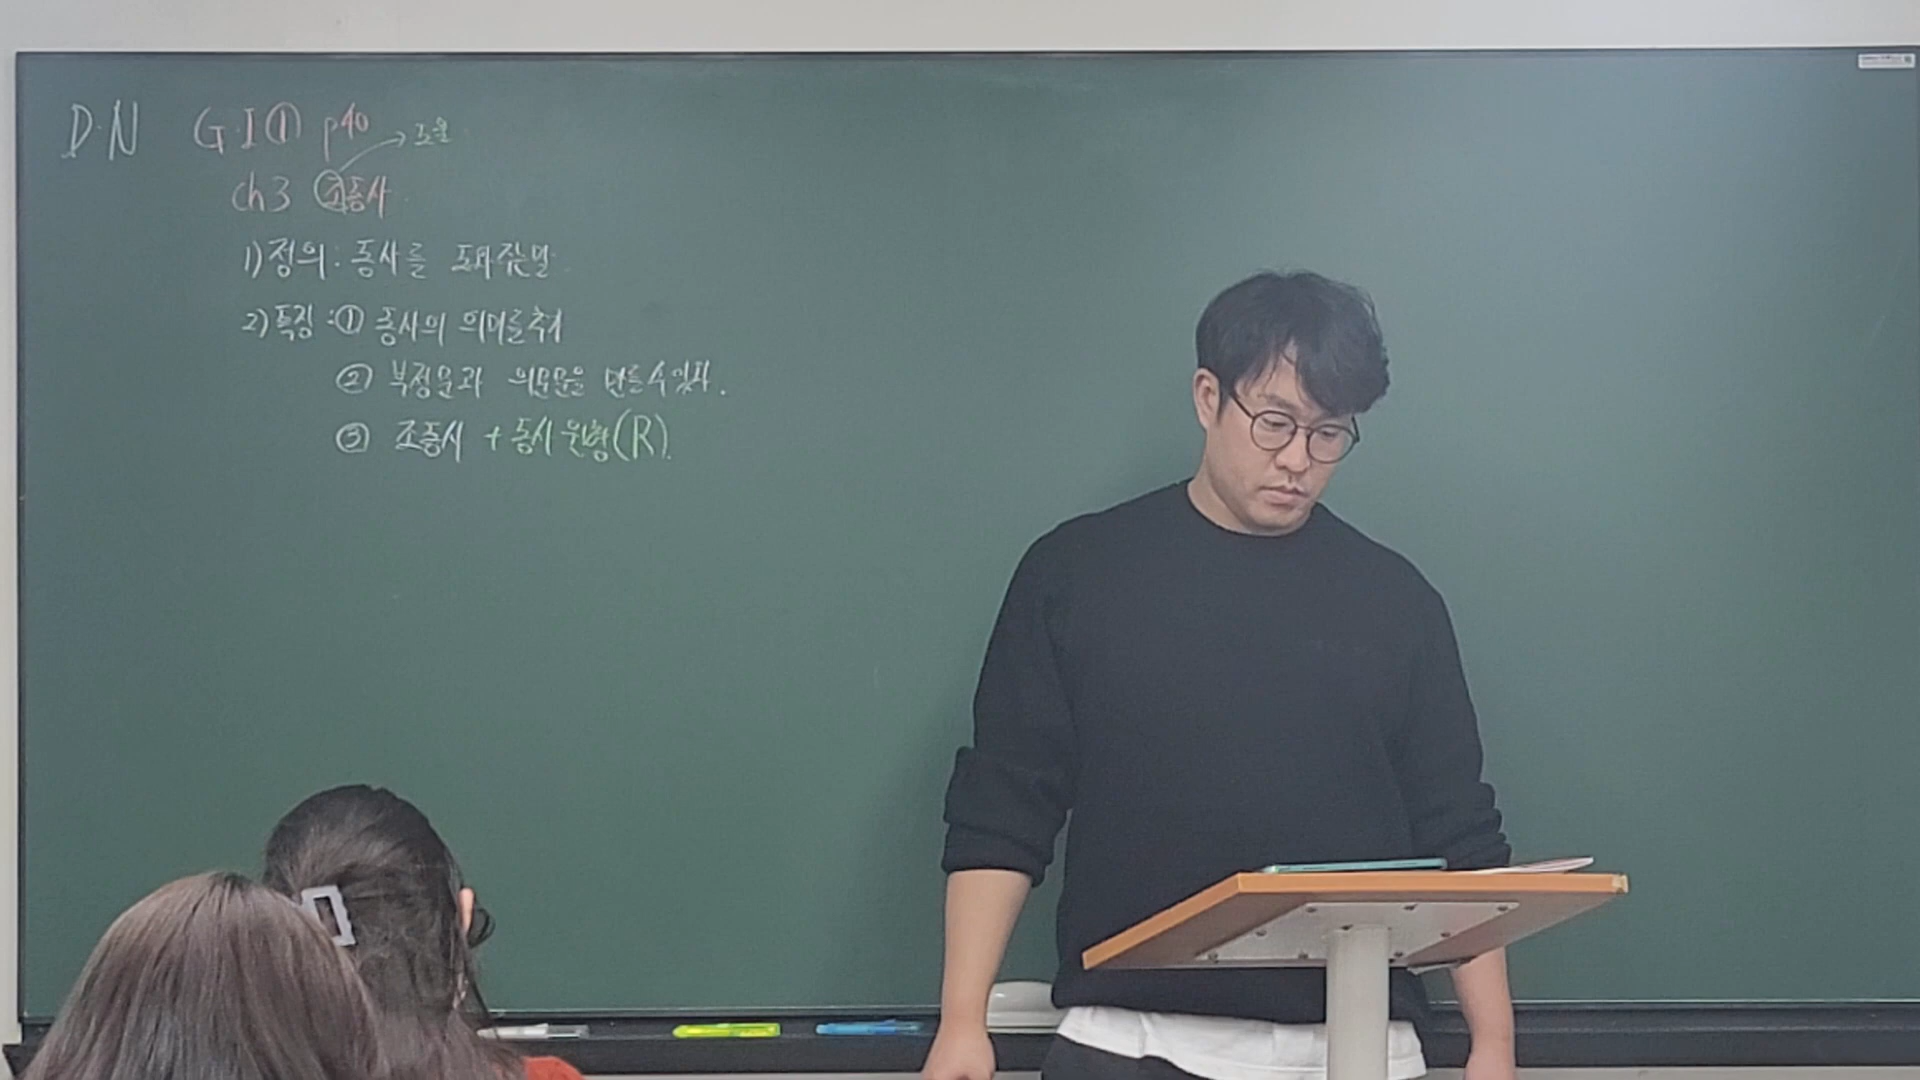 D.N G.I① p40 → 도울
ch3 조동사
1) 정의 : 동사를 도와주는 말
2) 특징 : ① 동사의 의미를 추가
② 부정문과 의문문을 만들 수 있다.
③ 조동사 + 동사원형(R).